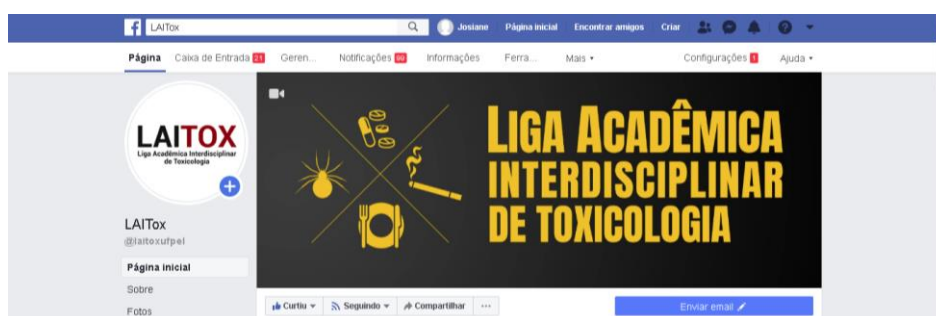 LAITox
Josiane Página inicial Encontrar amigos Criar
Página Caixa de Entrada 21 Geren... Notificações 99 Informações Ferra... Mais Configurações 1 Ajuda
LAITOX
Liga Acadêmica Interdisciplinar
de Toxicologia
LIGA ACADÊMICA
INTERDISCIPLINAR
DE TOXICOLOGIA
LAITox
@laitoxufpel
Página inicial
Sobre
Fotos
Curtiu Seguindo Compartilhar ... Enviar email